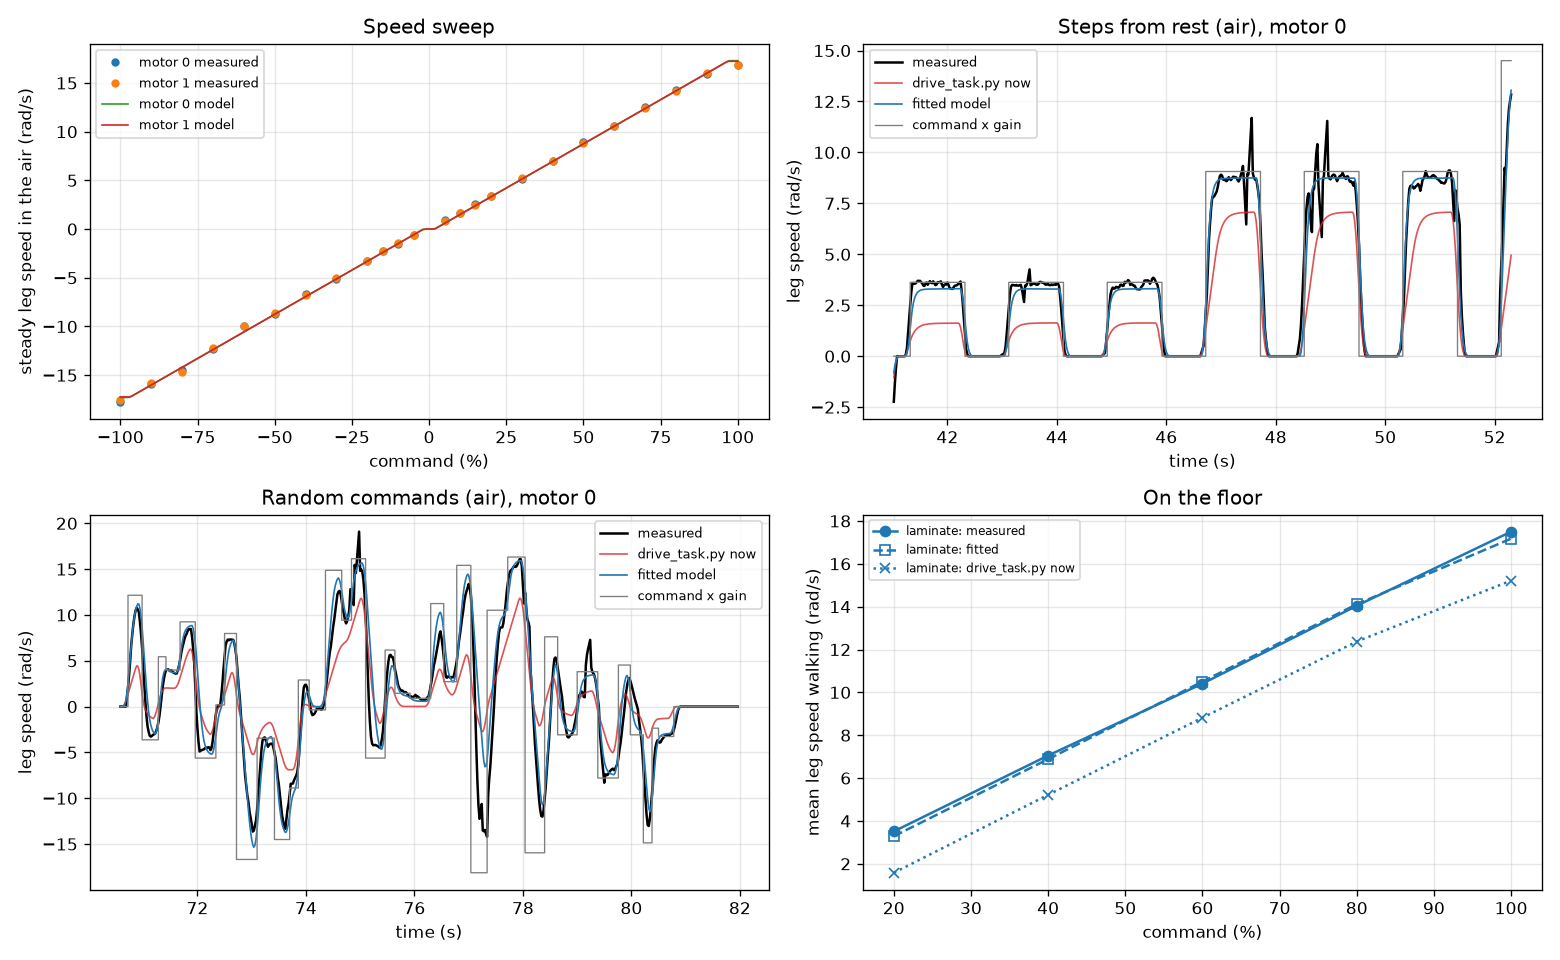 Speed sweep
steady leg speed in the air (rad/s)
15
10
5
0
−5
−10
−15
motor 0 measured
motor 1 measured
motor 0 model
motor 1 model
−100
−75
−50
−25
0
25
50
75
100
command (%)
Steps from rest (air), motor 0
leg speed (rad/s)
15.0
12.5
10.0
7.5
5.0
2.5
0.0
−2.5
measured
drive_task.py now
fitted model
command x gain
42
44
46
48
50
52
time (s)
Random commands (air), motor 0
leg speed (rad/s)
20
15
10
5
0
−5
−10
−15
measured
drive_task.py now
fitted model
command x gain
72
74
76
78
80
82
time (s)
On the floor
mean leg speed walking (rad/s)
18
16
14
12
10
8
6
4
2
laminate: measured
laminate: fitted
laminate: drive_task.py now
20
30
40
50
60
70
80
90
100
command (%)